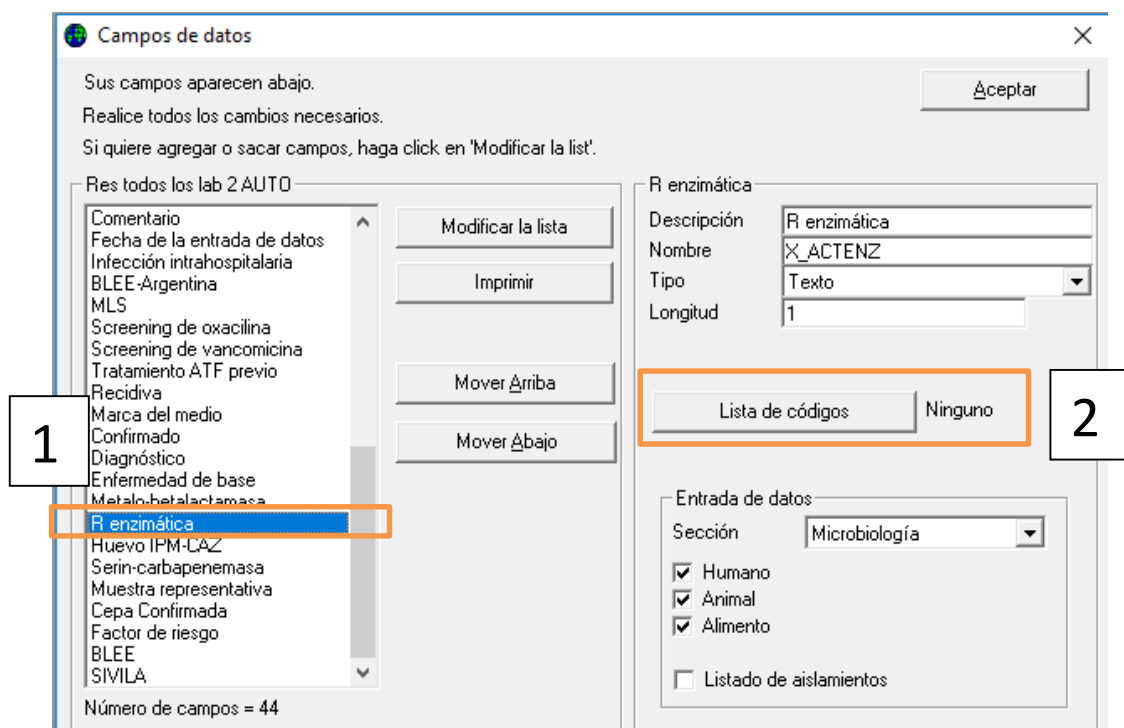 Campos de datos
Sus campos aparecen abajo.
Realice todos los cambios necesarios.
Si quiere agregar o sacar campos, haga click en 'Modificar la list'.
Aceptar
Res todos los lab 2 AUTO
Comentario
Fecha de la entrada de datos
Infección intrahospitalaria
BLEE-Argentina
MLS
Screening de oxacilina
Screening de vancomicina
Tratamiento ATF previo
Recidiva
Marca del medio
Confirmado
Diagnóstico
Enfermedad de base
Metalo-betalactamasa
R enzimática
Huevo IPM-CAZ
Serin-carbapenemasa
Muestra representativa
Cepa Confirmada
Factor de riesgo
BLEE
SIVILA
Número de campos = 44
1
Modificar la lista
Imprimir
Mover Arriba
Mover Abajo
R enzimática
Descripción R enzimática
Nombre X_ACTENZ
Tipo Texto
Longitud 1
Lista de códigos Ninguno
2
Entrada de datos
Sección Microbiología
Humano
Animal
Alimento
Listado de aislamientos